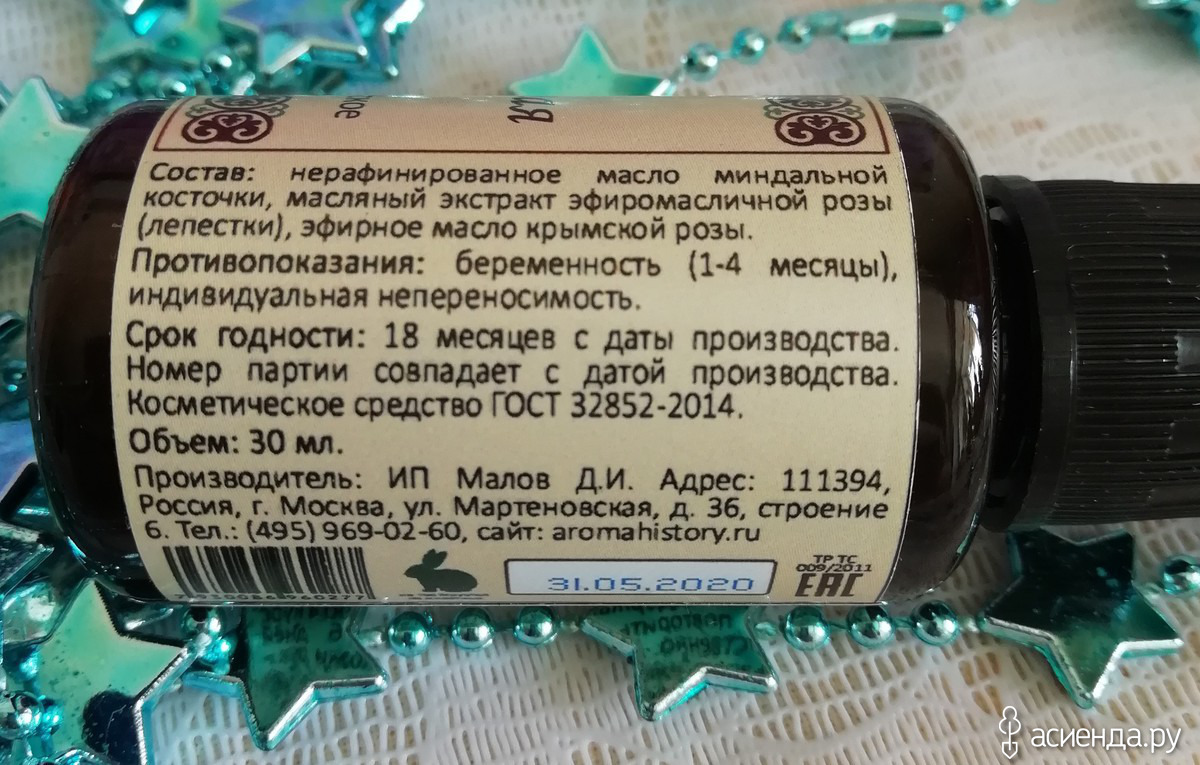 Состав: нерафинированное масло миндальной
косточки, масляный экстракт эфиромасличной розы
(лепестки), эфирное масло крымской розы.
Противопоказания: беременность (1-4 месяцы),
индивидуальная непереносимость.
Срок годности: 18 месяцев с даты производства.
Номер партии совпадает с датой производства.
Косметическое средство ГОСТ 32852-2014.
Объем: 30 мл.
Производитель: ИП Малов Д.И. Адрес: 111394,
Россия, г. Москва, ул. Мартеновская, д. 36, строение
6. Тел.: (495) 969-02-60, сайт: aromahistory.ru
31.05.2020
ТР ТС
009/2011
EAC
асиенда.ру